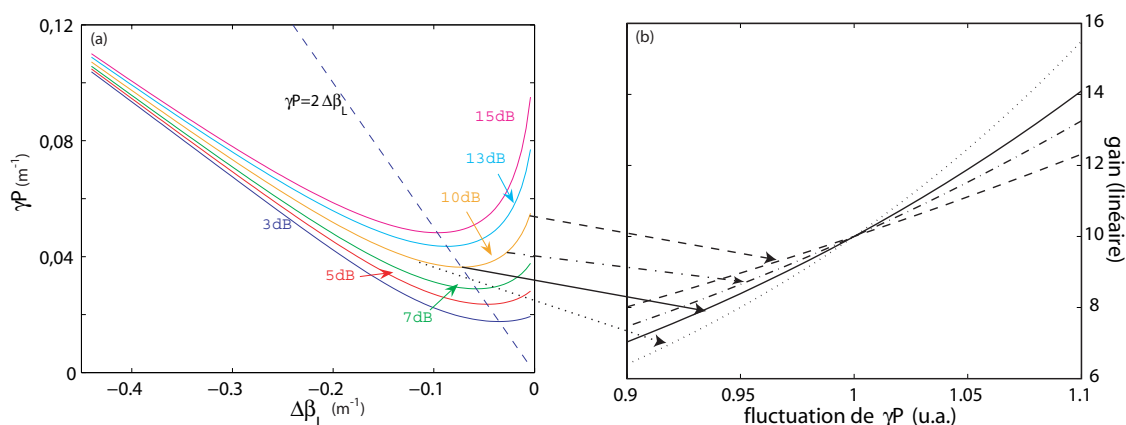 (a)
0,12
0,08
0,04
0
γP (m⁻¹)
γP=2 Δβ_L
15dB
13dB
10dB
3dB
5dB
7dB
−0.4
−0.3
−0.2
−0.1
0
Δβ_L (m⁻¹)
(b)
16
14
12
10
8
6
gain (linéaire)
0.9
0.95
1
1.05
1.1
fluctuation de γP (u.a.)